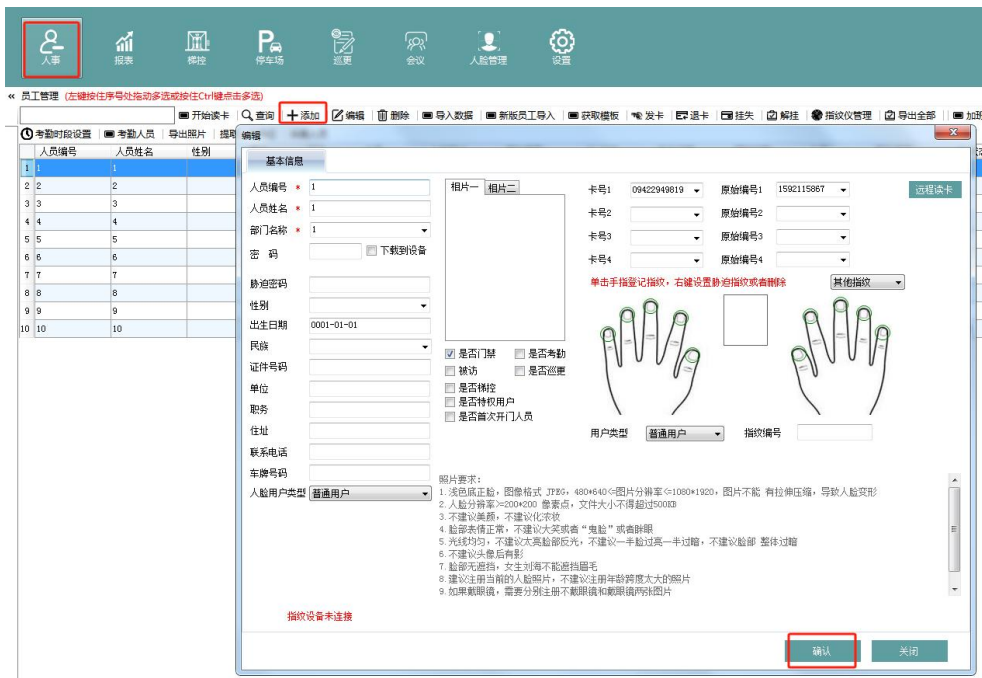 人事 报表 梯控 停车场 巡更 会议 人脸管理 设置
« 员工管理 (左键按住序号处拖动多选或按住Ctrl键点击多选)
开始读卡 查询 添加 编辑 删除 导入数据 新版员工导入 获取模板 发卡 退卡 挂失 解挂 指纹仪管理 导出全部
考勤时段设置 考勤人员 导出照片
人员编号 人员姓名 性别
1 1 1
2 2 2
3 3 3
4 4 4
5 5 5
6 6 6
7 7 7
8 8 8
9 9 9
10 10 10
编辑
基本信息
人员编号 * 1
人员姓名 * 1
部门名称 * 1
密 码 下载到设备
胁迫密码
性别
出生日期 0001-01-01
民族
证件号码
单位
职务
住址
联系电话
车牌号码
人脸用户类型 普通用户
指纹设备未连接
相片一 相片二
是否门禁 是否考勤
被访 是否巡更
是否梯控
是否特权用户
是否首次开门人员
卡号1 09422949819 原始编号1 1592115867 远程读卡
卡号2 原始编号2
卡号3 原始编号3
卡号4 原始编号4
单击手指登记指纹，右键设置胁迫指纹或者删除 其他指纹
用户类型 普通用户 指纹编号
照片要求:
1.浅色底正脸，图像格式 JPEG，480*640<=图片分辨率<=1080*1920，图片不能 有拉伸压缩，导致人脸变形
2.人脸分辨率>=200*200 像素点，文件大小不得超过500KB
3.不建议美颜，不建议化浓妆
4.脸部表情正常，不建议大笑或者“鬼脸”或者眯眼
5.光线均匀，不建议太亮脸部反光，不建议一半脸过亮一半过暗，不建议脸部 整体过暗
6.不建议头像后有影
7.脸部无遮挡，女生刘海不能遮挡眉毛
8.建议注册当前的人脸照片，不建议注册年龄跨度太大的照片
9.如果戴眼镜，需要分别注册不戴眼镜和戴眼镜两张图片
确认 关闭